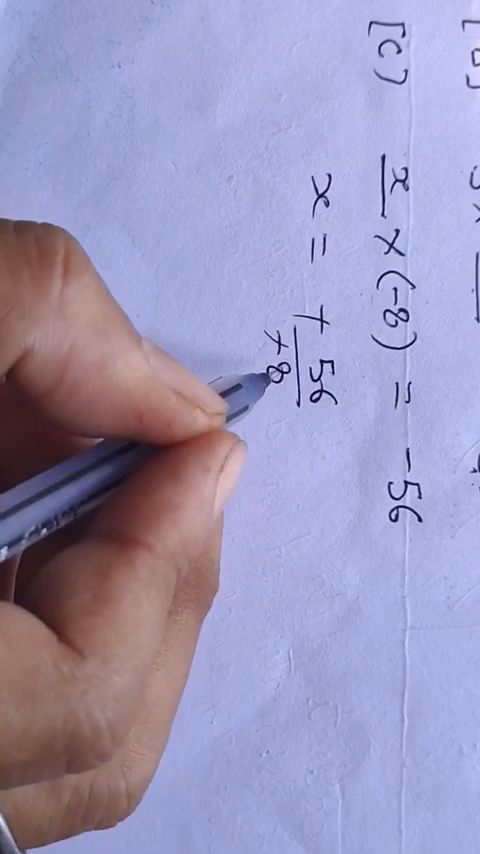 [c) x × (-8) = -56
x = +56
+8